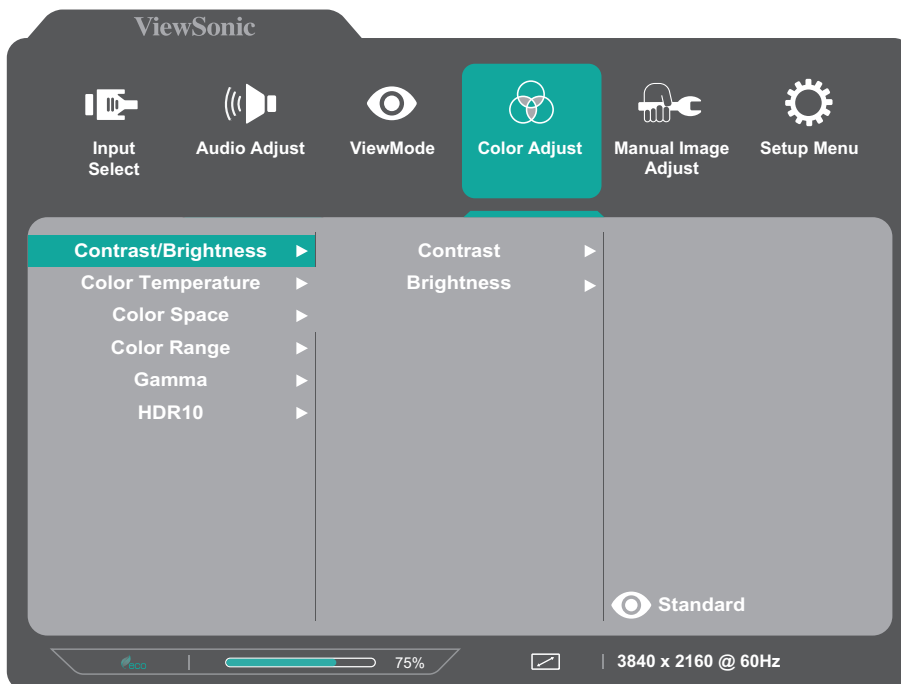 ViewSonic
Input Select
Audio Adjust
ViewMode
Color Adjust
Manual Image Adjust
Setup Menu
Contrast/Brightness
Color Temperature
Color Space
Color Range
Gamma
HDR10
Contrast
Brightness
Standard
eco
75%
3840 x 2160 @ 60Hz